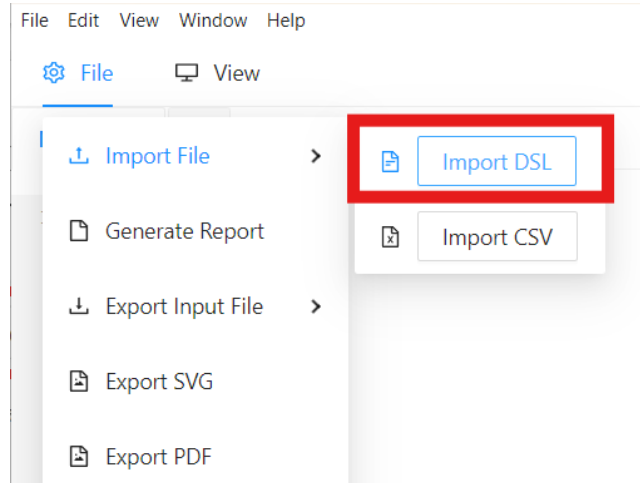 File Edit View Window Help
File View
Import File
Import DSL
Generate Report
Import CSV
Export Input File
Export SVG
Export PDF